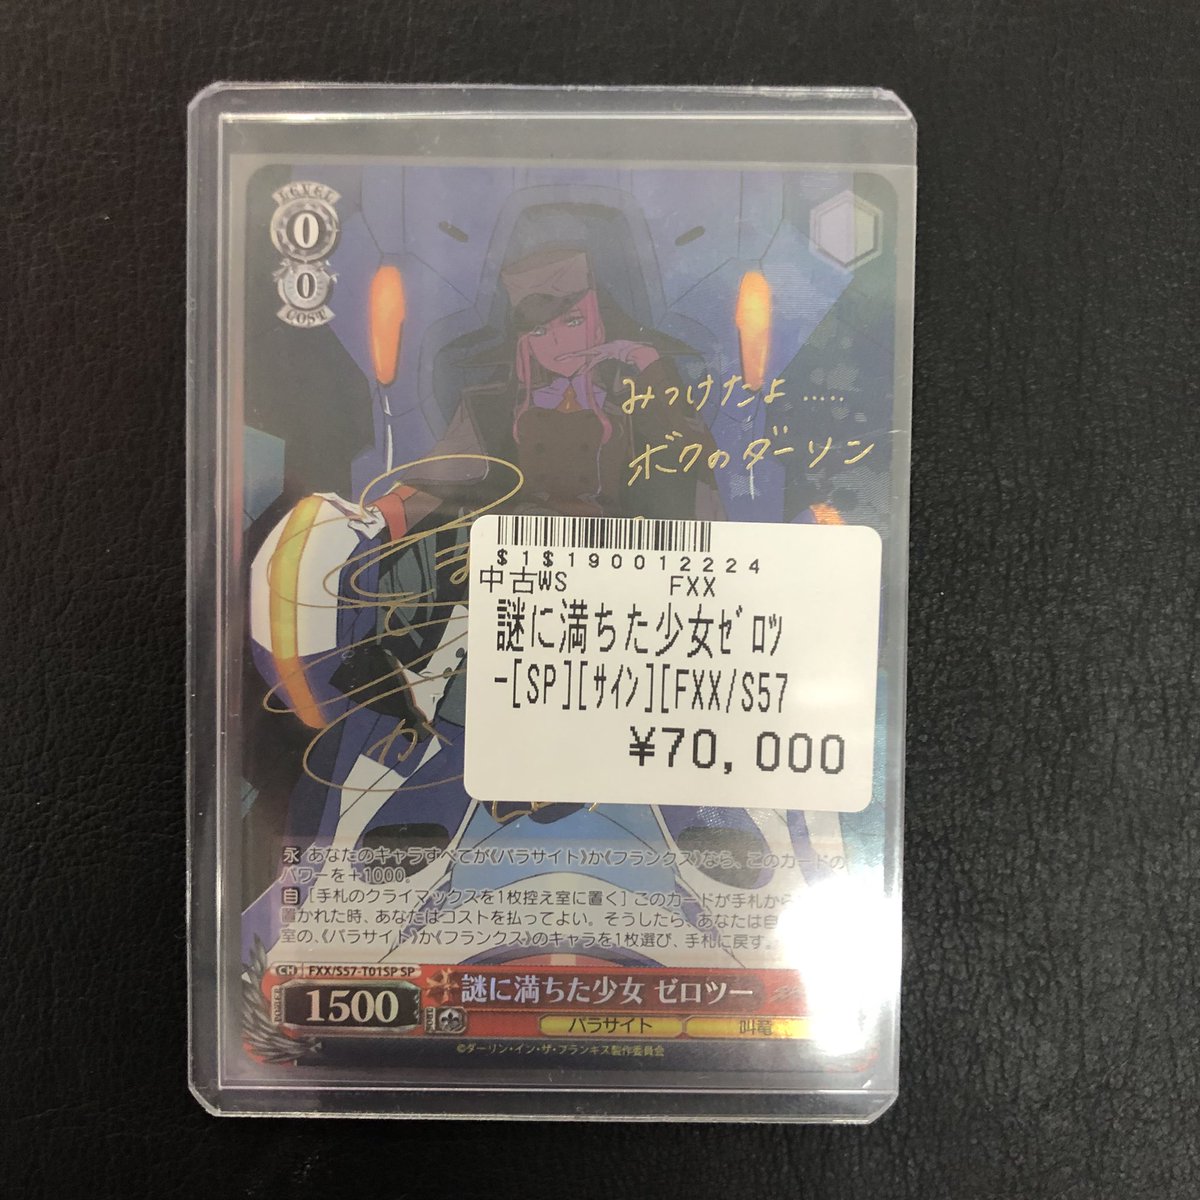 LEVEL
0
0
COST
みつけたよ.....
ボクのダーリン
$1$190012224
中古WS FXX
謎に満ちた少女ｾﾞﾛﾂ
-[SP][ｻｲﾝ][FXX/S57
¥70,000
永 あなたのキャラすべてが《パラサイト》か《フランクス》なら、このカードの
パワーを+1000。
自 [手札のクライマックスを1枚控え室に置く] このカードが手札から
置かれた時、あなたはコストを払ってよい。そうしたら、あなたは自
室の、《パラサイト》か《フランクス》のキャラを1枚選び、手札に戻す。
CH FXX/S57-T01SP SP
謎に満ちた少女 ゼロツー
1500
パラサイト 叫竜
©ダーリン・イン・ザ・フランキス製作委員会